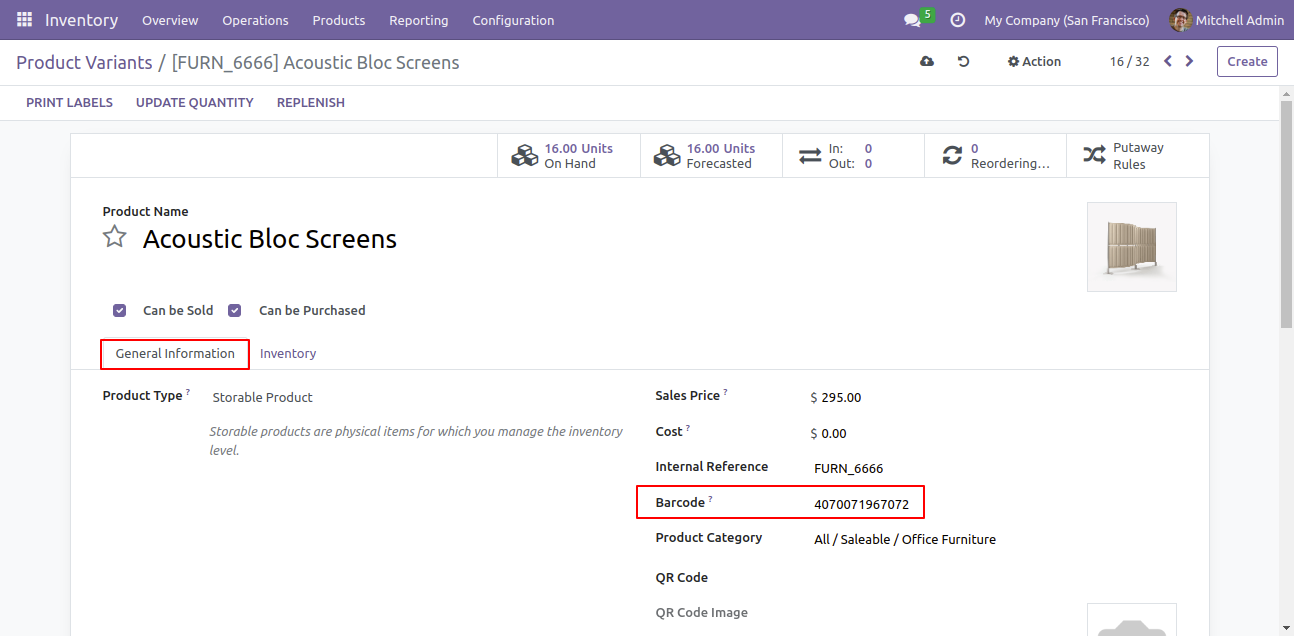 Inventory Overview Operations Products Reporting Configuration 5 My Company (San Francisco) Mitchell Admin
Product Variants / [FURN_6666] Acoustic Bloc Screens Action 16 / 32 Create
PRINT LABELS UPDATE QUANTITY REPLENISH
16.00 Units
On Hand
16.00 Units
Forecasted
In: 0
Out: 0
0
Reordering...
Putaway
Rules
Product Name
Acoustic Bloc Screens
Can be Sold Can be Purchased
General Information Inventory
Product Type ? Storable Product
Storable products are physical items for which you manage the inventory
level.
Sales Price ? $ 295.00
Cost ? $ 0.00
Internal Reference FURN_6666
Barcode ? 4070071967072
Product Category All / Saleable / Office Furniture
QR Code
QR Code Image